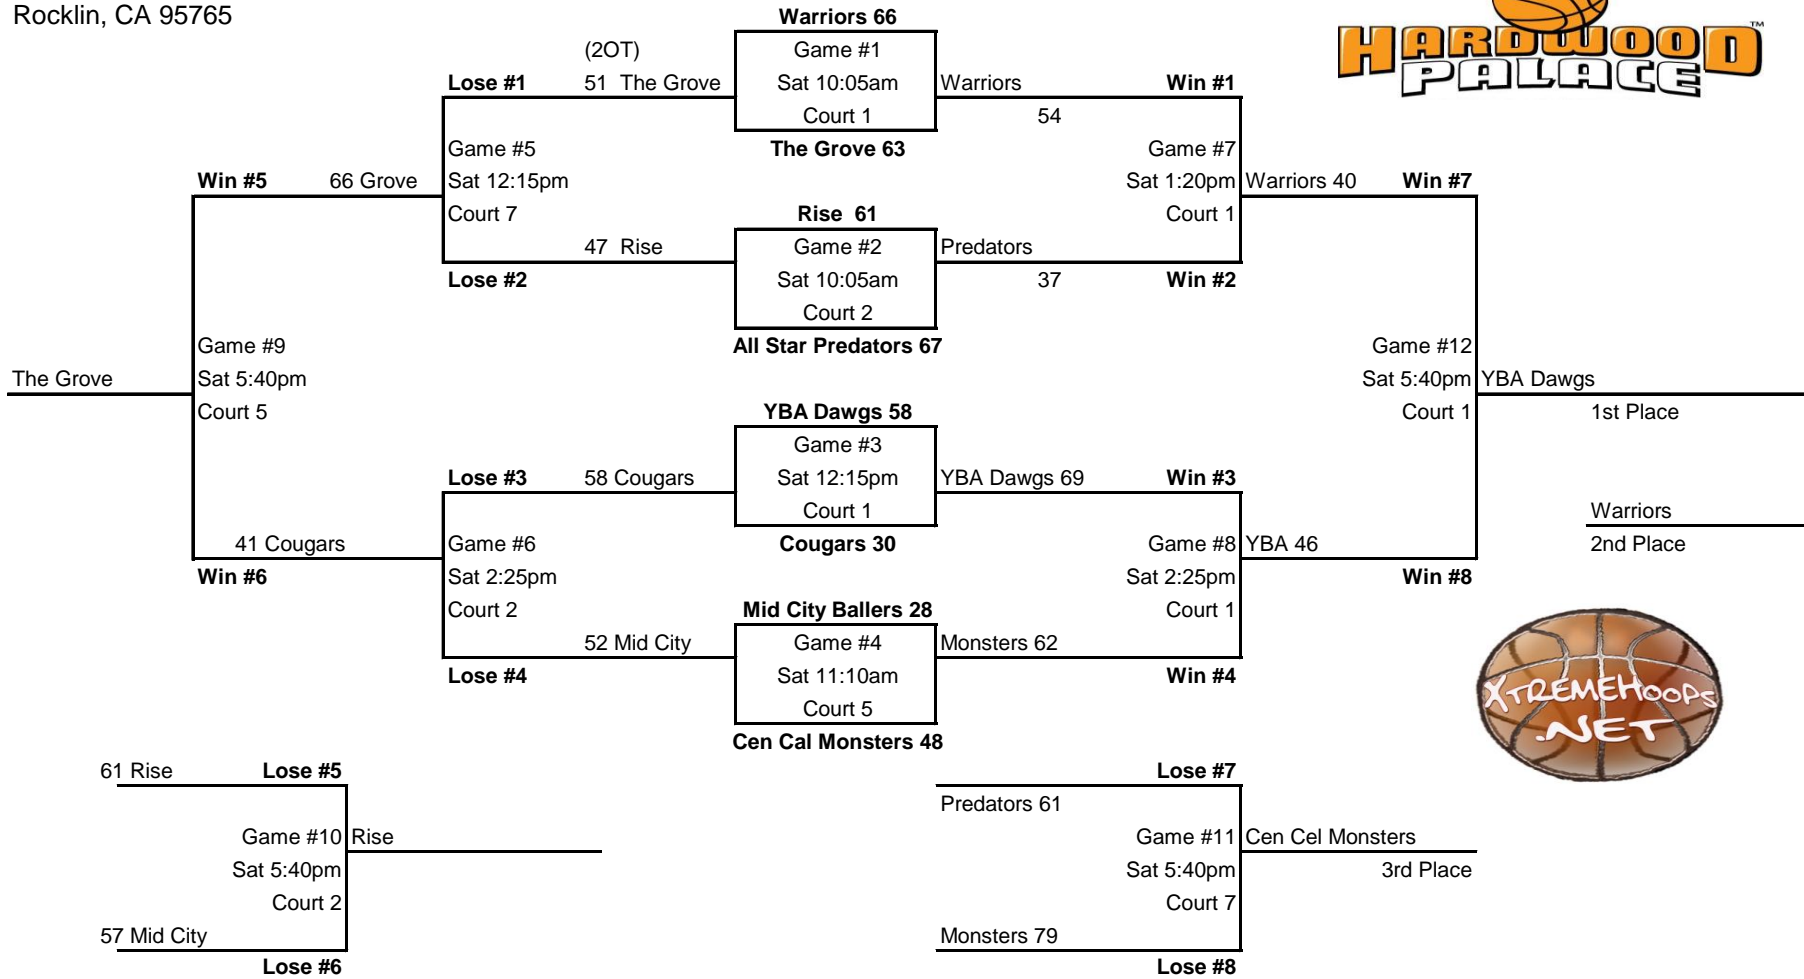 Rocklin, CA 95765
HARDWOOD™
PALACE
Warriors 66
(2OT)
Game #1
Lose #1
51 The Grove
Sat 10:05am
Warriors
Win #1
Court 1
54
Game #5
The Grove 63
Game #7
Win #5
66 Grove
Sat 12:15pm
Sat 1:20pm
Warriors 40
Win #7
Court 7
Rise 61
Court 1
47 Rise
Game #2
Predators
Lose #2
Sat 10:05am
37
Win #2
Court 2
Game #9
All Star Predators 67
Game #12
The Grove
Sat 5:40pm
Sat 5:40pm
YBA Dawgs
Court 5
YBA Dawgs 58
Court 1
1st Place
Game #3
Lose #3
58 Cougars
Sat 12:15pm
YBA Dawgs 69
Win #3
Court 1
Warriors
41 Cougars
Game #6
Cougars 30
Game #8
YBA 46
2nd Place
Win #6
Sat 2:25pm
Sat 2:25pm
Win #8
Court 2
Mid City Ballers 28
Court 1
52 Mid City
Game #4
Monsters 62
Lose #4
Sat 11:10am
Win #4
Court 5
XTREMEHOOPS
.NET
Cen Cal Monsters 48
61 Rise
Lose #5
Lose #7
Predators 61
Game #10
Rise
Game #11
Cen Cel Monsters
Sat 5:40pm
Sat 5:40pm
3rd Place
Court 2
Court 7
57 Mid City
Monsters 79
Lose #6
Lose #8